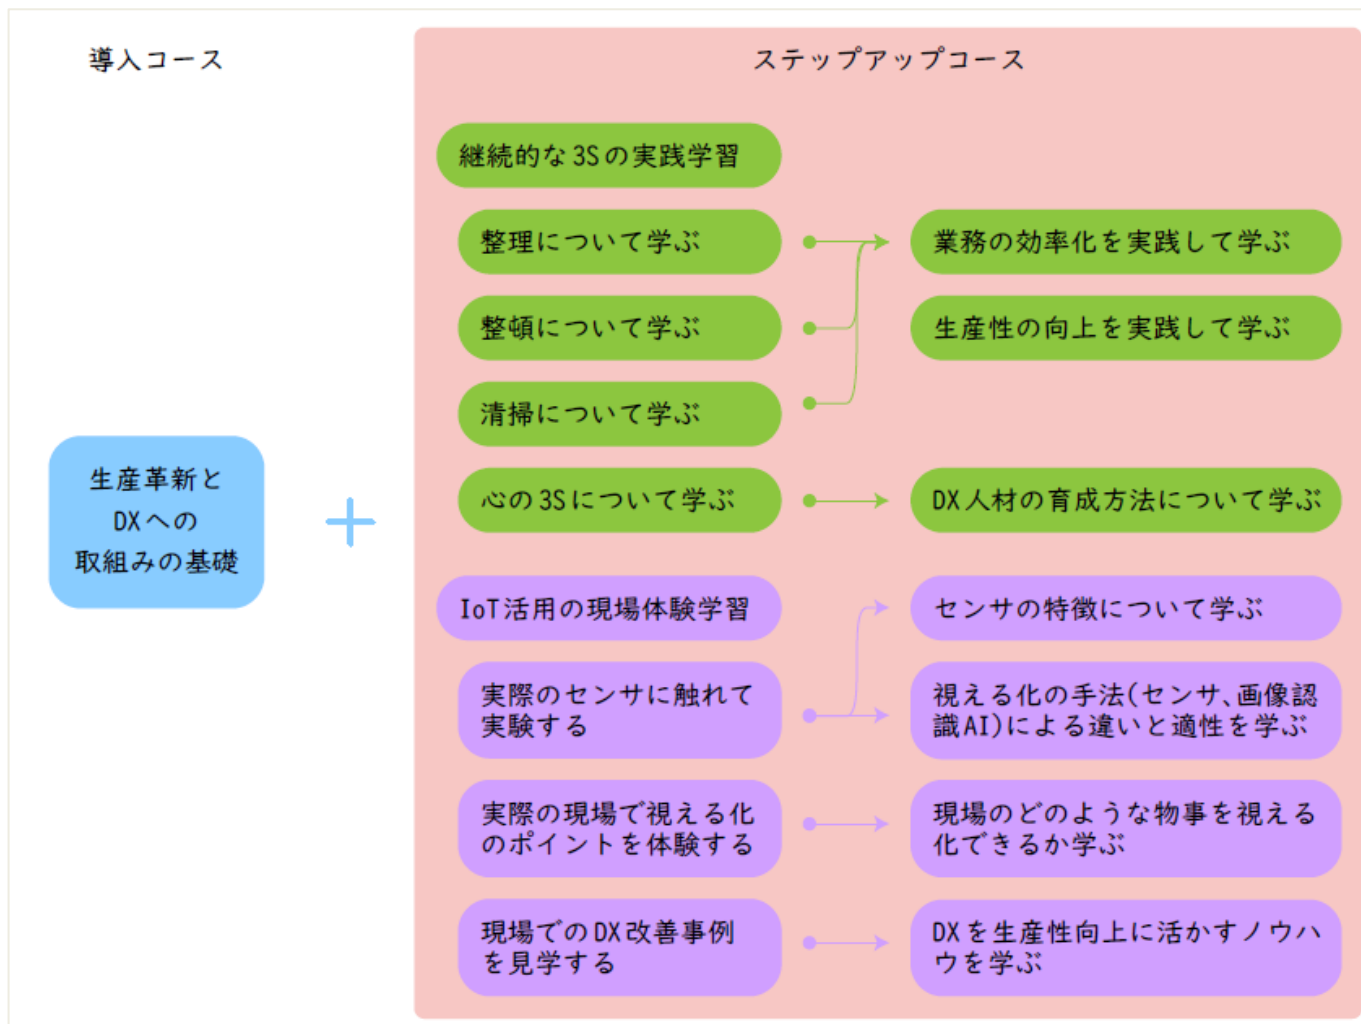 導入コース
ステップアップコース
生産革新と
DXへの
取組みの基礎
継続的な3Sの実践学習
整理について学ぶ
業務の効率化を実践して学ぶ
整頓について学ぶ
生産性の向上を実践して学ぶ
清掃について学ぶ
心の3Sについて学ぶ
DX人材の育成方法について学ぶ
IoT活用の現場体験学習
センサの特徴について学ぶ
実際のセンサに触れて
実験する
視える化の手法(センサ、画像認
識AI)による違いと適性を学ぶ
実際の現場で視える化
のポイントを体験する
現場のどのような物事を視える
化できるか学ぶ
現場でのDX改善事例
を見学する
DXを生産性向上に活かすノウハ
ウを学ぶ